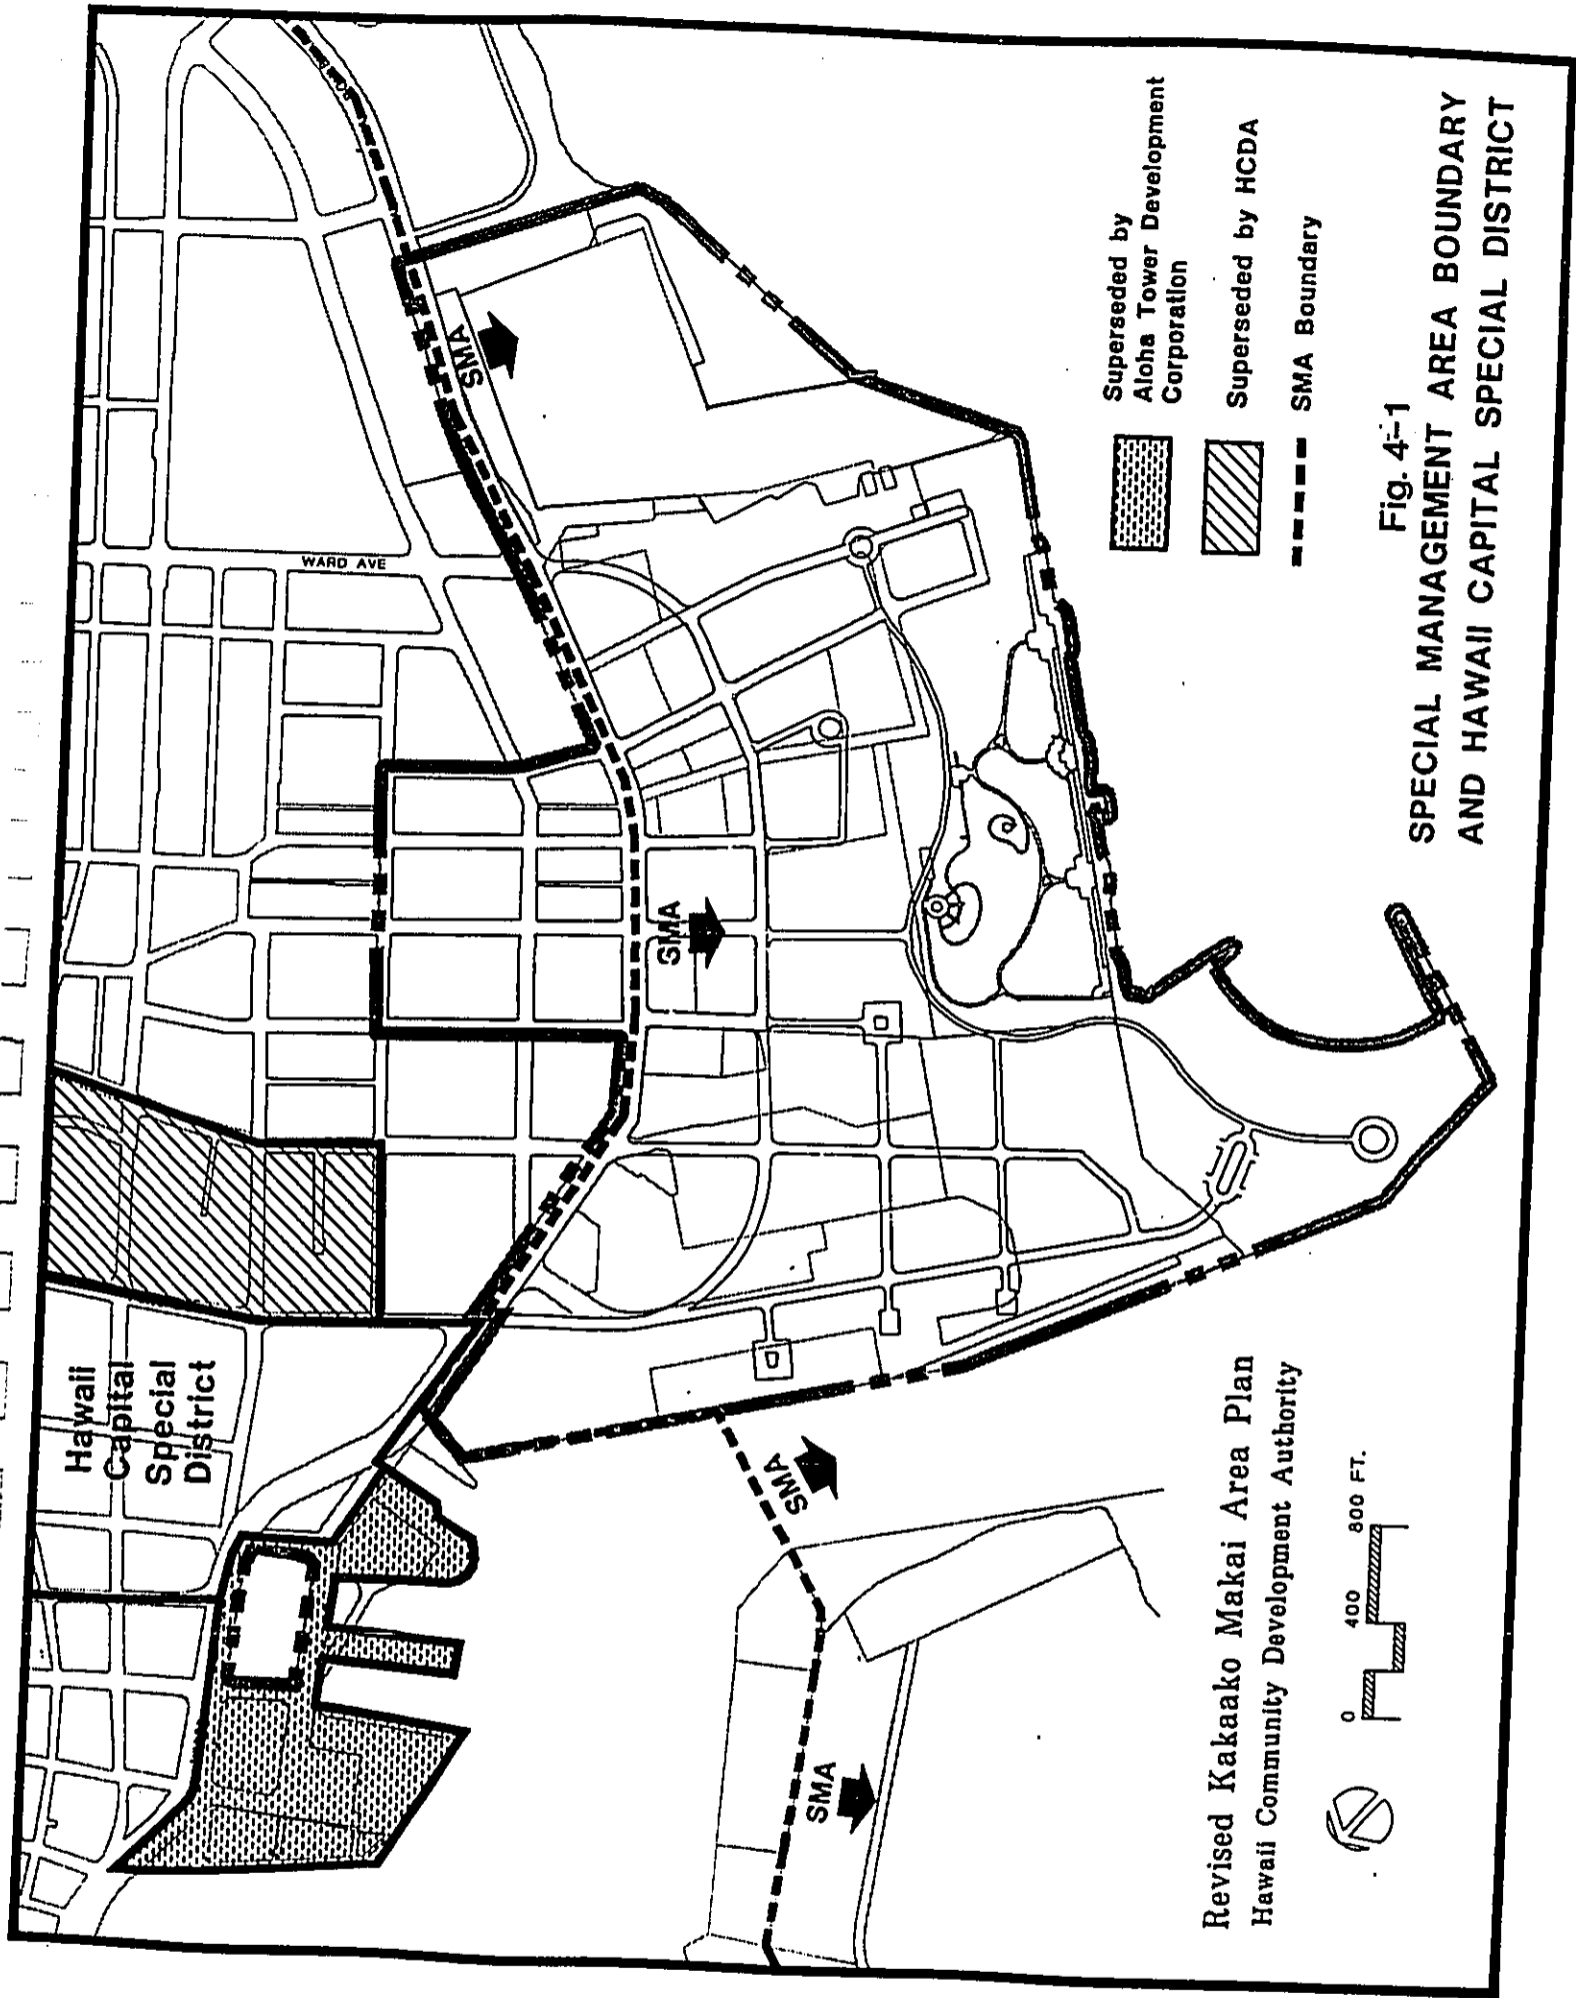 Hawaii
Capital
Special
District
WARD AVE
SMA
SMA
SMA
SMA
Superseded by
Aloha Tower Development
Corporation
Superseded by HCDA
SMA Boundary
Revised Kakaako Makai Area Plan
Hawaii Community Development Authority
0 400 800 FT.
Fig. 4-1
SPECIAL MANAGEMENT AREA BOUNDARY
AND HAWAII CAPITAL SPECIAL DISTRICT